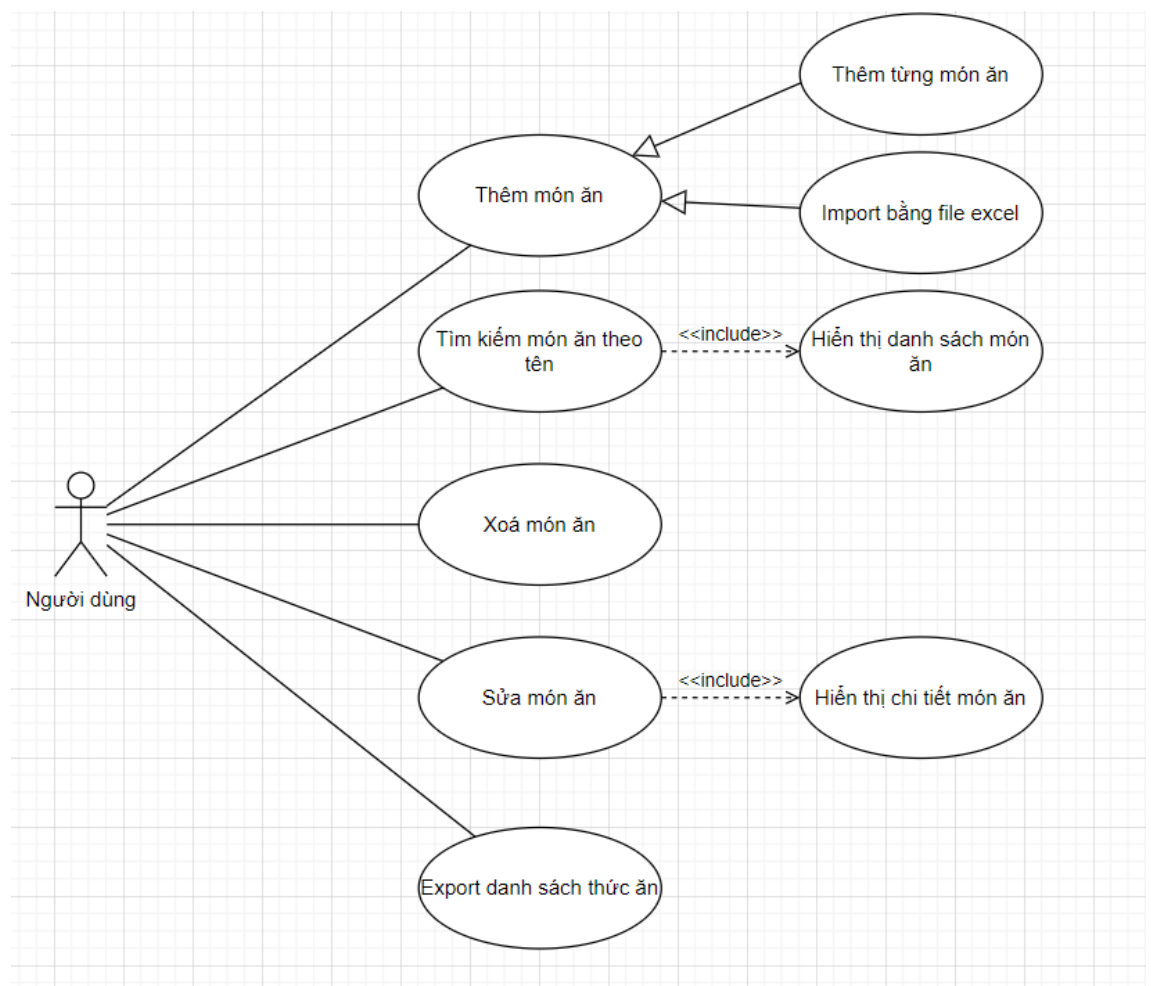 Thêm từng món ăn
Thêm món ăn
Import bằng file excel
Tìm kiếm món ăn theo
tên
<<include>>
Hiển thị danh sách món
ăn
Xoá món ăn
Người dùng
Sửa món ăn
<<include>>
Hiển thị chi tiết món ăn
Export danh sách thức ăn